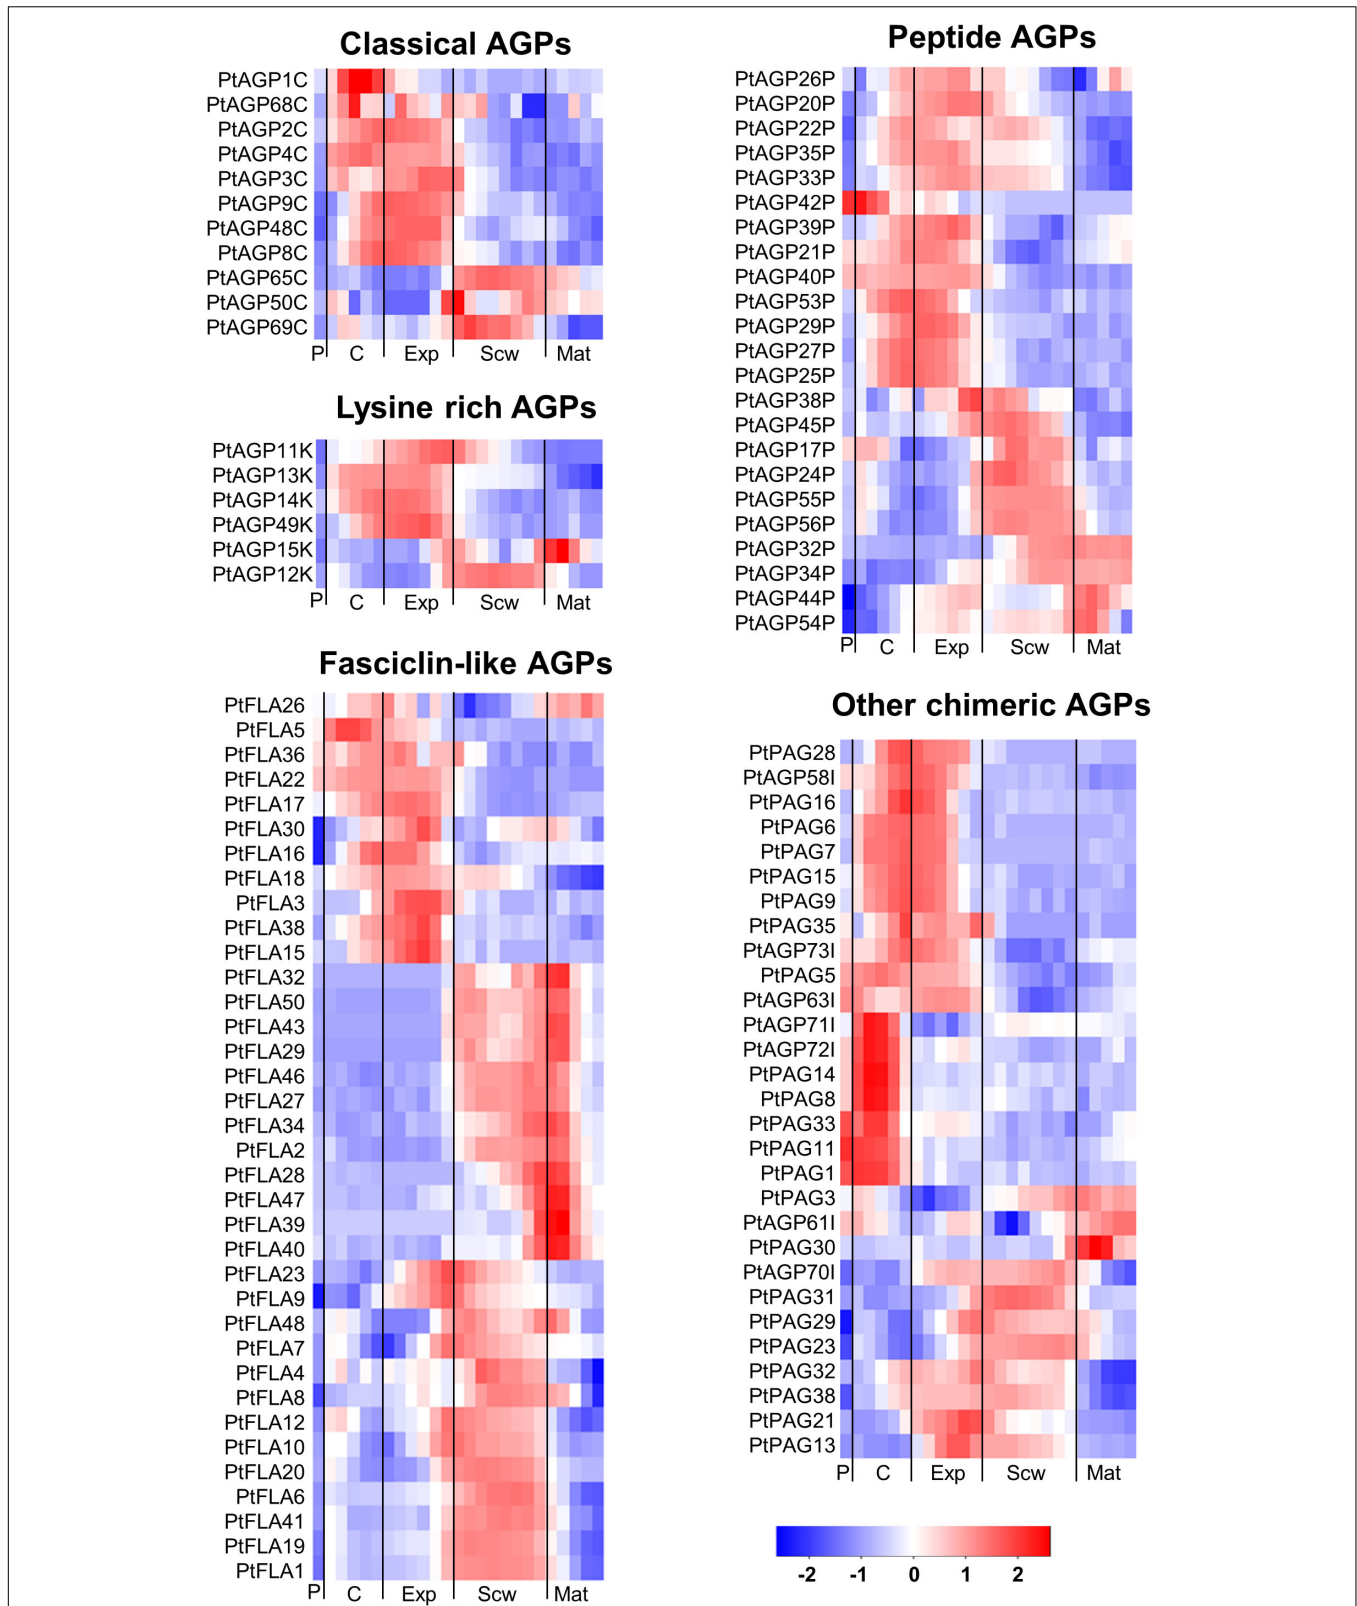 Classical AGPs
PtAGP1C
PtAGP68C
PtAGP2C
PtAGP4C
PtAGP3C
PtAGP9C
PtAGP48C
PtAGP8C
PtAGP65C
PtAGP50C
PtAGP69C
P C Exp Scw Mat
Lysine rich AGPs
PtAGP11K
PtAGP13K
PtAGP14K
PtAGP49K
PtAGP15K
PtAGP12K
P C Exp Scw Mat
Fasciclin-like AGPs
PtFLA26
PtFLA5
PtFLA36
PtFLA22
PtFLA17
PtFLA30
PtFLA16
PtFLA18
PtFLA3
PtFLA38
PtFLA15
PtFLA32
PtFLA50
PtFLA43
PtFLA29
PtFLA46
PtFLA27
PtFLA34
PtFLA2
PtFLA28
PtFLA47
PtFLA39
PtFLA40
PtFLA23
PtFLA9
PtFLA48
PtFLA7
PtFLA4
PtFLA8
PtFLA12
PtFLA10
PtFLA20
PtFLA6
PtFLA41
PtFLA19
PtFLA1
P C Exp Scw Mat
Peptide AGPs
PtAGP26P
PtAGP20P
PtAGP22P
PtAGP35P
PtAGP33P
PtAGP42P
PtAGP39P
PtAGP21P
PtAGP40P
PtAGP53P
PtAGP29P
PtAGP27P
PtAGP25P
PtAGP38P
PtAGP45P
PtAGP17P
PtAGP24P
PtAGP55P
PtAGP56P
PtAGP32P
PtAGP34P
PtAGP44P
PtAGP54P
P C Exp Scw Mat
Other chimeric AGPs
PtPAG28
PtAGP58I
PtPAG16
PtPAG6
PtPAG7
PtPAG15
PtPAG9
PtPAG35
PtAGP73I
PtPAG5
PtAGP63I
PtAGP71I
PtAGP72I
PtPAG14
PtPAG8
PtPAG33
PtPAG11
PtPAG1
PtPAG3
PtAGP61I
PtPAG30
PtAGP70I
PtPAG31
PtPAG29
PtPAG23
PtPAG32
PtPAG38
PtPAG21
PtPAG13
P C Exp Scw Mat
-2 -1 0 1 2